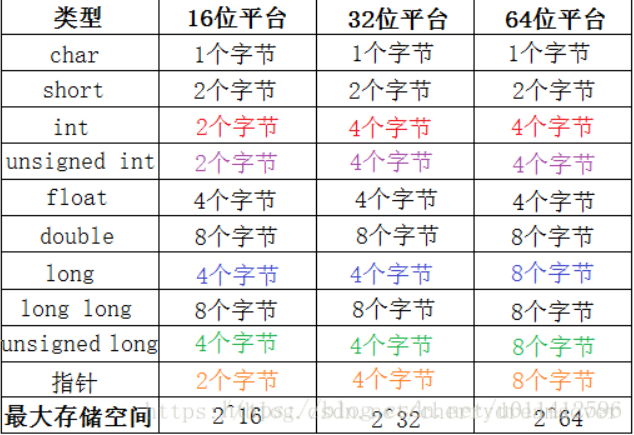 类型 16位平台 32位平台 64位平台
char 1个字节 1个字节 1个字节
short 2个字节 2个字节 2个字节
int 2个字节 4个字节 4个字节
unsigned int 2个字节 4个字节 4个字节
float 4个字节 4个字节 4个字节
double 8个字节 8个字节 8个字节
long 4个字节 4个字节 8个字节
long long 8个字节 8个字节 8个字节
unsigned long 4个字节 4个字节 8个字节
指针 2个字节 4个字节 8个字节
最大存储空间 2^16 2^32 2^64